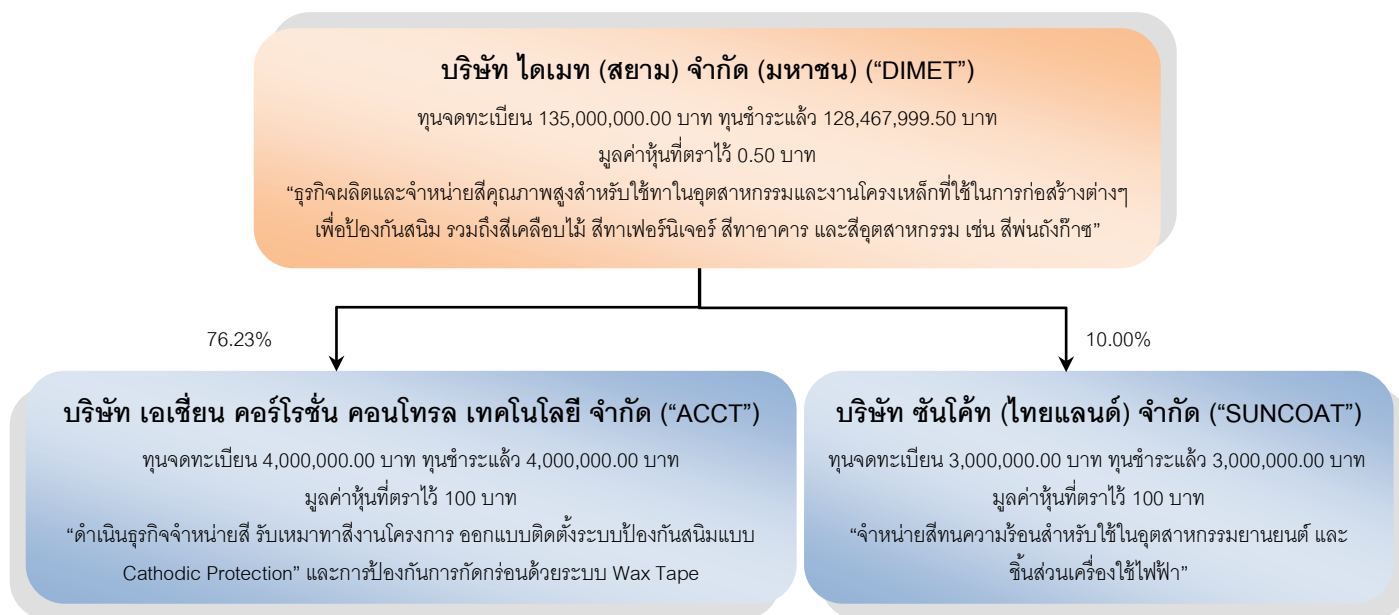 บริษัท ไดเมท (สยาม) จำกัด (มหาชน) (“DIMET”)
ทุนจดทะเบียน 135,000,000.00 บาท ทุนชำระแล้ว 128,467,999.50 บาท
มูลค่าหุ้นที่ตราไว้ 0.50 บาท
“ธุรกิจผลิตและจำหน่ายสีคุณภาพสูงสำหรับใช้ทาในอุตสาหกรรมและงานโครงเหล็กที่ใช้ในการก่อสร้างต่างๆ
เพื่อป้องกันสนิม รวมถึงสีเคลือบไม้ สีทาเฟอร์นิเจอร์ สีทาอาคาร และสีอุตสาหกรรม เช่น สีพ่นถังก๊าซ”
76.23%
10.00%
บริษัท เอเชี่ยน คอร์โรชั่น คอนโทรล เทคโนโลยี จำกัด (“ACCT”)
ทุนจดทะเบียน 4,000,000.00 บาท ทุนชำระแล้ว 4,000,000.00 บาท
มูลค่าหุ้นที่ตราไว้ 100 บาท
“ดำเนินธุรกิจจำหน่ายสี รับเหมาทาสีงานโครงการ ออกแบบติดตั้งระบบป้องกันสนิมแบบ
Cathodic Protection” และการป้องกันการกัดกร่อนด้วยระบบ Wax Tape
บริษัท ซันโค้ท (ไทยแลนด์) จำกัด (“SUNCOAT”)
ทุนจดทะเบียน 3,000,000.00 บาท ทุนชำระแล้ว 3,000,000.00 บาท
มูลค่าหุ้นที่ตราไว้ 100 บาท
“จำหน่ายสีทนความร้อนสำหรับใช้ในอุตสาหกรรมยานยนต์ และ
ชิ้นส่วนเครื่องใช้ไฟฟ้า”